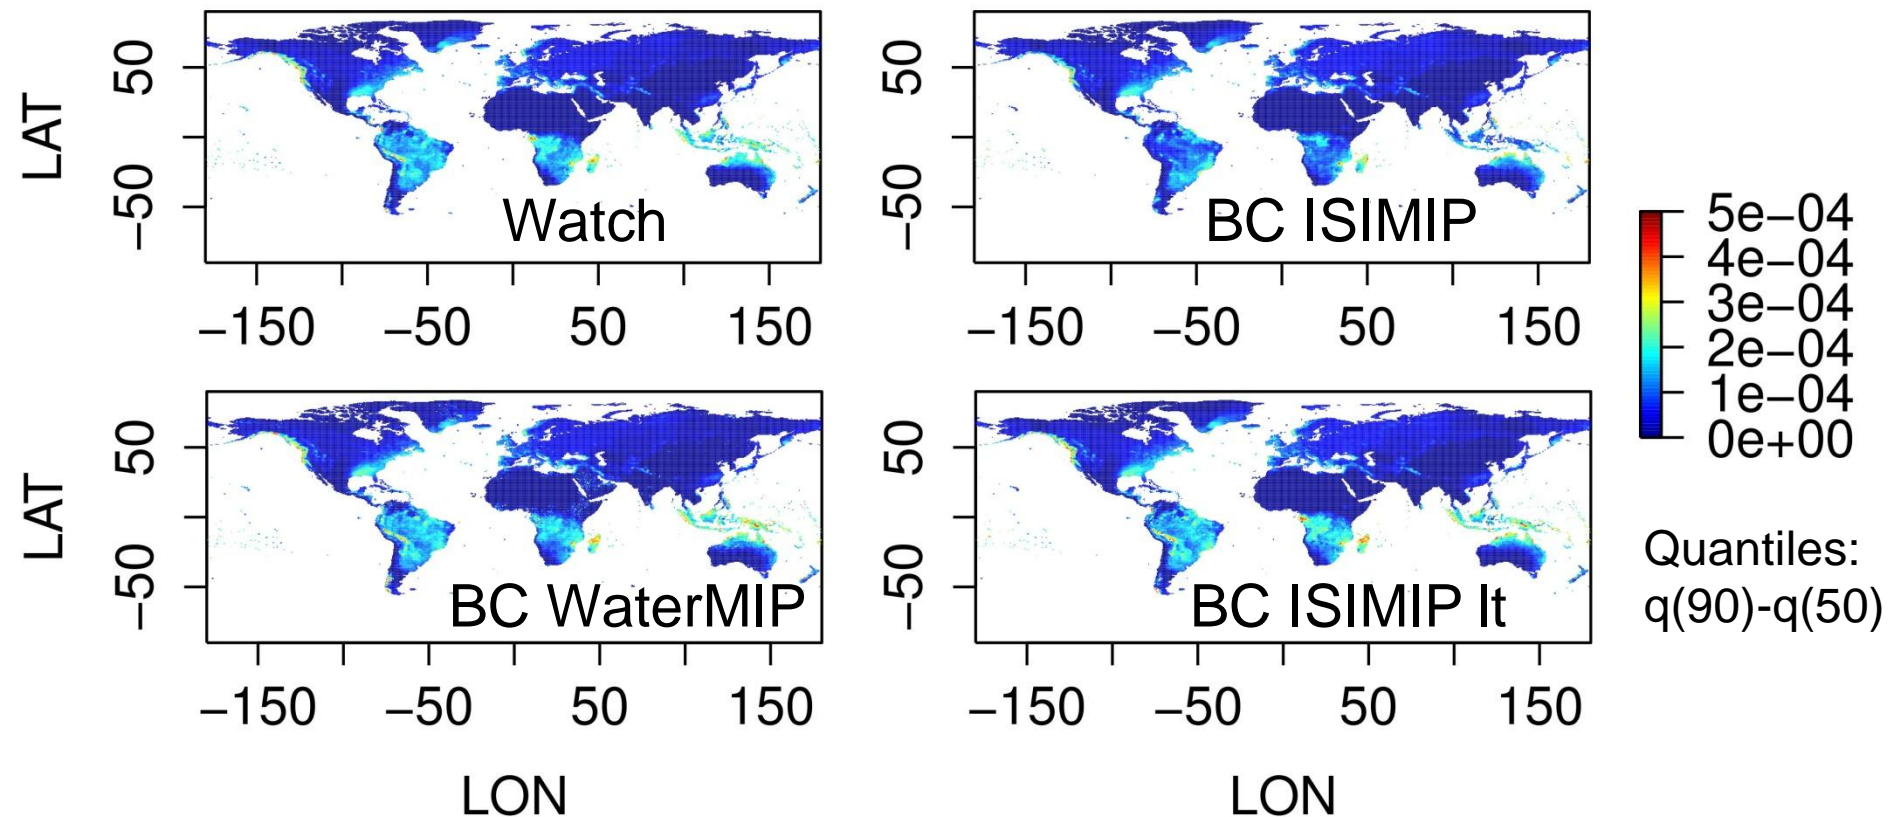 LAT
50
−50
Watch
−150 −50 50 150
50
−50
BC ISIMIP
−150 −50 50 150
LAT
50
−50
BC WaterMIP
−150 −50 50 150
LON
50
−50
BC ISIMIP lt
−150 −50 50 150
LON
5e−04
4e−04
3e−04
2e−04
1e−04
0e+00
Quantiles:
q(90)-q(50)